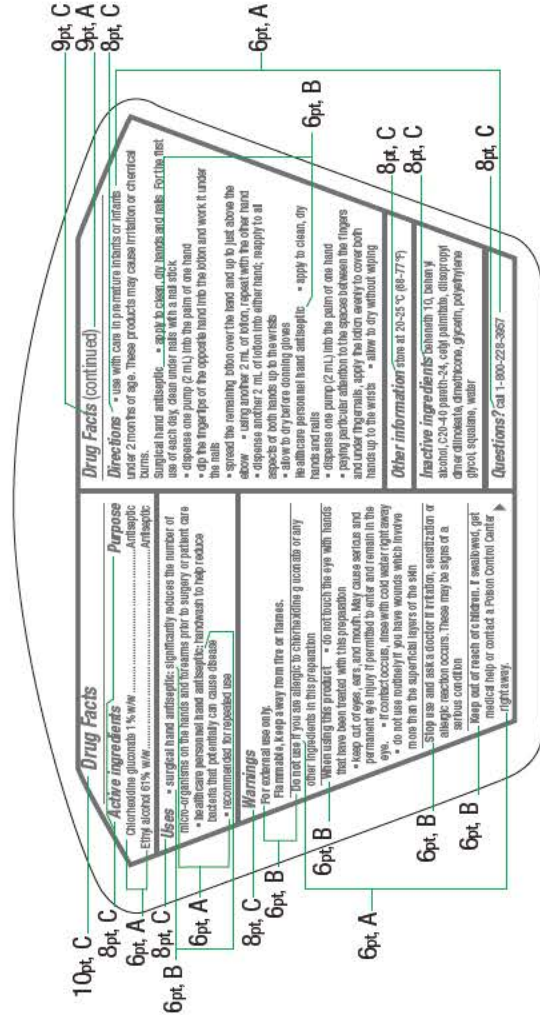 10pt, C
8pt, C
6pt, A
8pt, C
6pt, B
6pt, A
8pt, C
6pt, B
6pt, B
6pt, A
6pt, B
6pt, B
Drug Facts
Active ingredients Purpose
Chlorhexidine gluconate 1% w/w Antiseptic
Ethyl alcohol 61% w/w Antiseptic
Uses • surgical hand antiseptic: significantly reduces the number of
micro-organisms on the hands and forearms prior to surgery or patient care
• healthcare personnel hand antiseptic: handwash to help reduce
bacteria that potentially can cause disease
• recommended for repeated use
Warnings
For external use only.
Flammable, keep away from fire or flames.
Do not use if you are allergic to chlorhexidine gluconate or any
other ingredients in this preparation
When using this product • do not touch the eye with hands
that have been treated with this preparation
• keep out of eyes, ears, and mouth. May cause serious and
permanent eye injury if permitted to enter and remain in the
eye. • If contact occurs, rinse with cold water right away
• do not use routinely if you have wounds which involve
more than the superficial layers of the skin
Stop use and ask a doctor if irritation, sensitization or
allergic reaction occurs. These may be signs of a
serious condition
Keep out of reach of children. If swallowed, get
medical help or contact a Poison Control Center
right away.
Drug Facts (continued)
Directions • use with care in premature infants or infants
under 2 months of age. These products may cause irritation or chemical
burns.
Surgical hand antiseptic • apply to clean, dry hands and nails For the first
use of each day, clean under nails with a nail stick
• dispense one pump (2 mL) into the palm of one hand
• dip the fingertips of the opposite hand into the lotion and work it under
the nails
• spread the remaining lotion over the hand and up to just above the
elbow • using another 2 mL of lotion, repeat with the other hand
• dispense another 2 mL of lotion into either hand; reapply to all
aspects of both hands up to the wrists
• allow to dry before donning gloves
Healthcare personnel hand antiseptic • apply to clean, dry
hands and nails
• dispense one pump (2 mL) into the palm of one hand
• paying particular attention to the spaces between the fingers
and under fingernails, apply the lotion evenly to cover both
hands up to the wrists • allow to dry without wiping
Other information store at 20-25 °C (68-77°F)
Inactive ingredients beheneth 10, behenyl
alcohol, C20-40 pareth-24, cetyl palmitate, diisopropyl
dimer dilinoleate, dimethicone, glycerin, polyethylene
glycol, squalane, water
Questions? call 1-800-228-3957
9pt, C
9pt, A
8pt, C
6pt, A
6pt, B
8pt, C
8pt, C
8pt, C